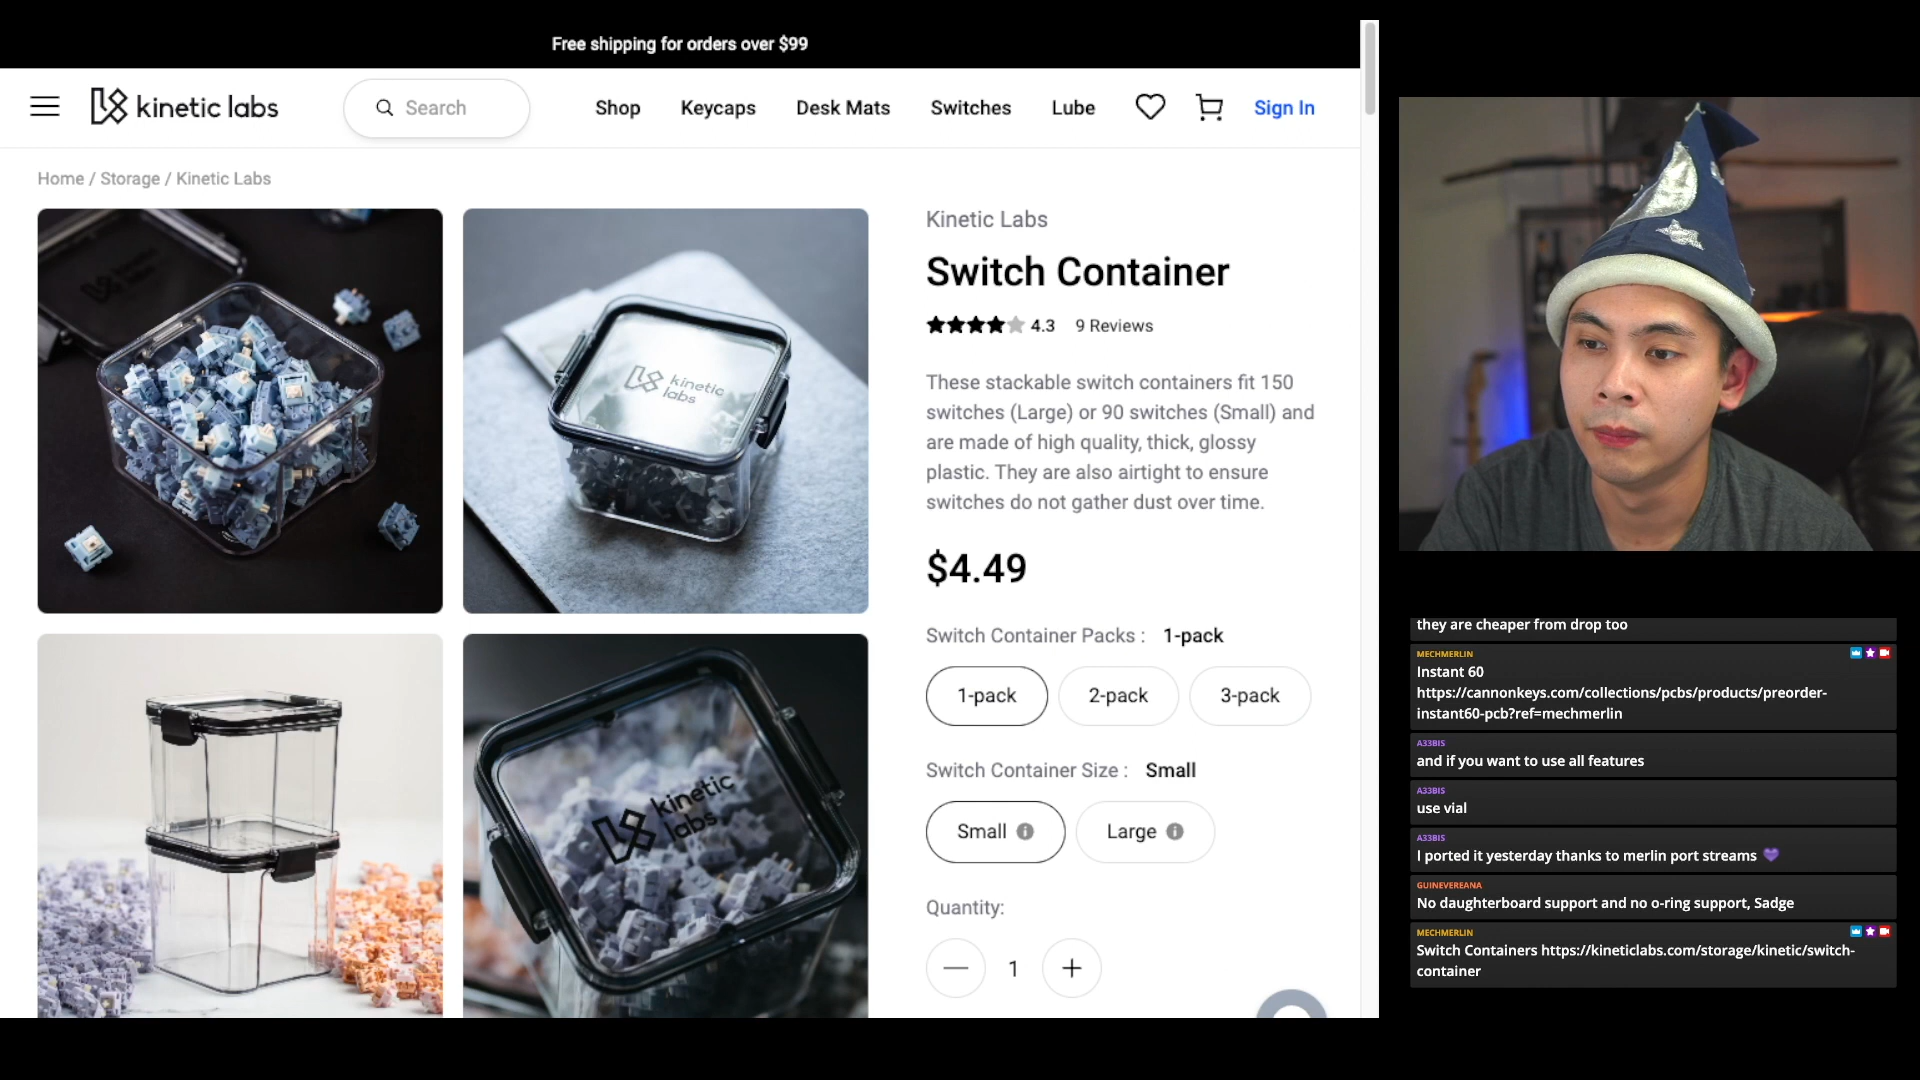 Free shipping for orders over $99
kinetic labs
Search
Shop
Keycaps
Desk Mats
Switches
Lube
Sign In
Home / Storage / Kinetic Labs
kinetic
labs
kinetic
labs
Kinetic Labs
Switch Container
4.3 9 Reviews
These stackable switch containers fit 150
switches (Large) or 90 switches (Small) and
are made of high quality, thick, glossy
plastic. They are also airtight to ensure
switches do not gather dust over time.
$4.49
Switch Container Packs : 1-pack
1-pack
2-pack
3-pack
Switch Container Size : Small
Small
Large
Quantity:
1
they are cheaper from drop too
MECHMERLIN
Instant 60
https://cannonkeys.com/collections/pcbs/products/preorder-
instant60-pcb?ref=mechmerlin
A33BIS
and if you want to use all features
A33BIS
use vial
A33BIS
I ported it yesterday thanks to merlin port streams 💜
GUINEVEREANA
No daughterboard support and no o-ring support, Sadge
MECHMERLIN
Switch Containers https://kineticlabs.com/storage/kinetic/switch-
container